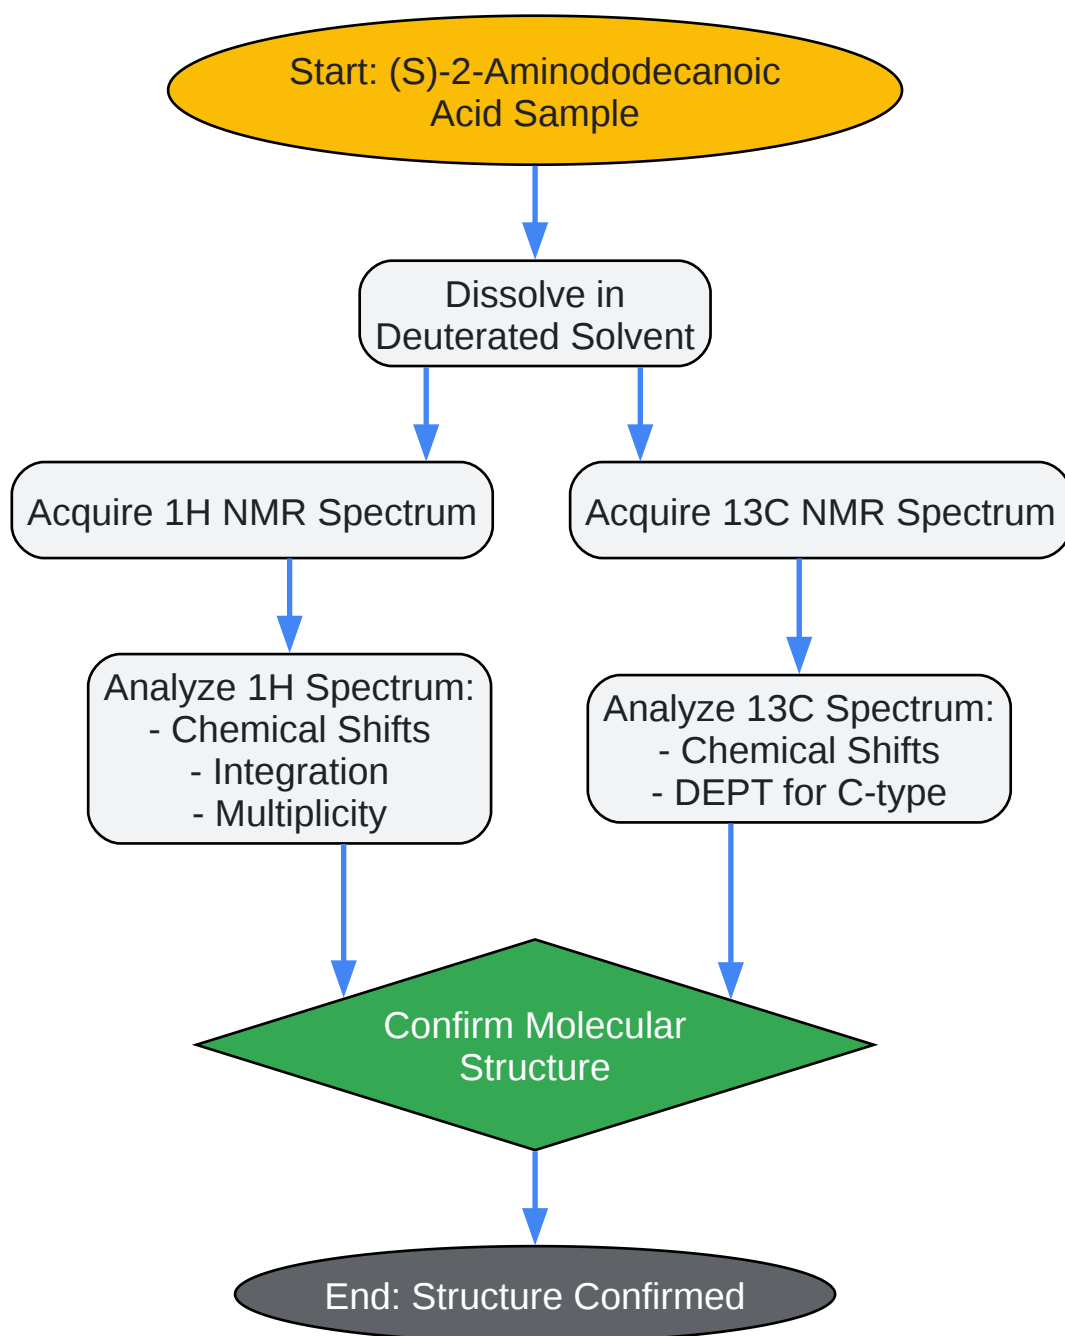 Start: (S)-2-Aminododecanoic
Acid Sample
Dissolve in
Deuterated Solvent
Acquire 1H NMR Spectrum
Acquire 13C NMR Spectrum
Analyze 1H Spectrum:
- Chemical Shifts
- Integration
- Multiplicity
Analyze 13C Spectrum:
- Chemical Shifts
- DEPT for C-type
Confirm Molecular
Structure
End: Structure Confirmed